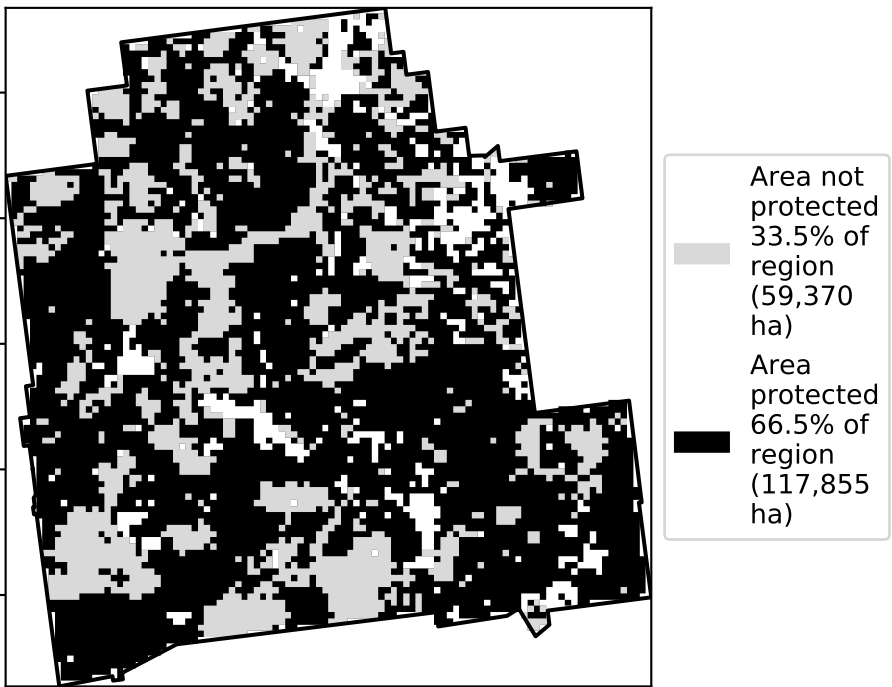 Area not
protected
33.5% of
region
(59,370
ha)
Area
protected
66.5% of
region
(117,855
ha)